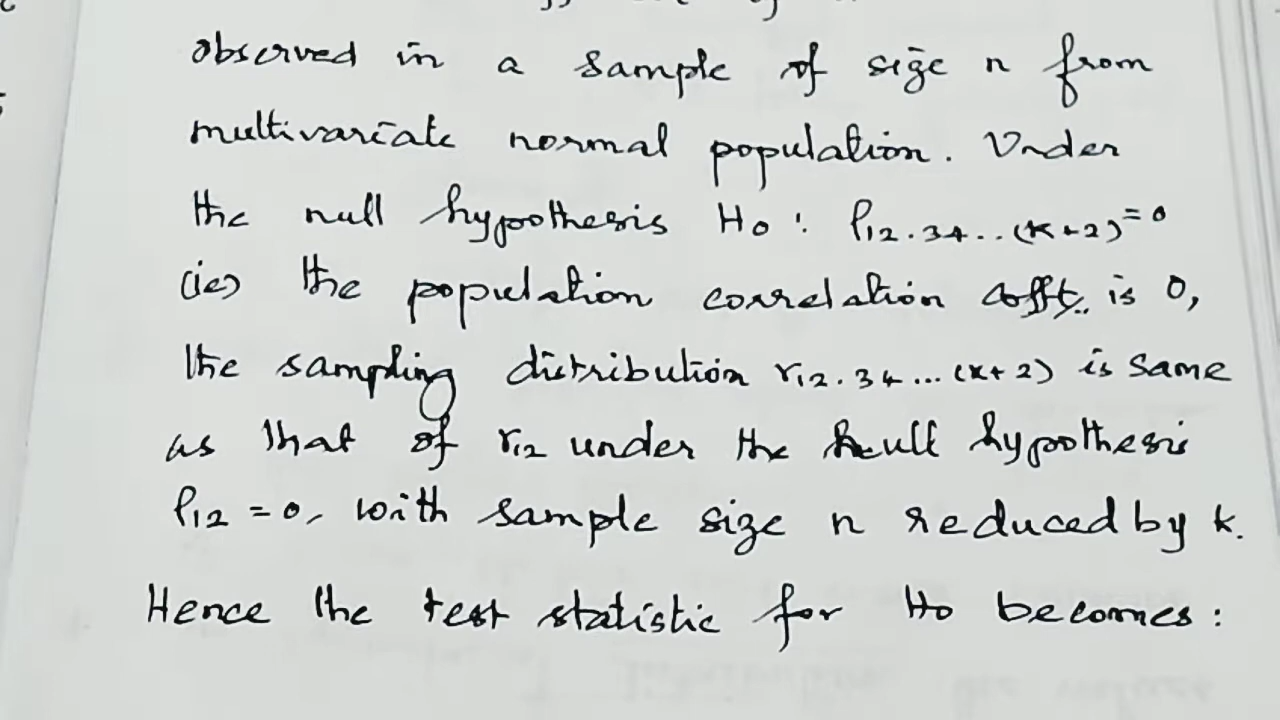 observed in a sample of size n from
multivariate normal population. Under
the null hypothesis H₀ : ρ₁₂.₃₄..₍ₖ₊₂₎ = 0
(ie) the population correlation cofft.. is 0,
the sampling distribution r₁₂.₃₄...₍ₖ₊₂₎ is same
as that of r₁₂ under the null hypothesis
ρ₁₂ = 0, with sample size n reduced by k.
Hence the test statistic for H₀ becomes :